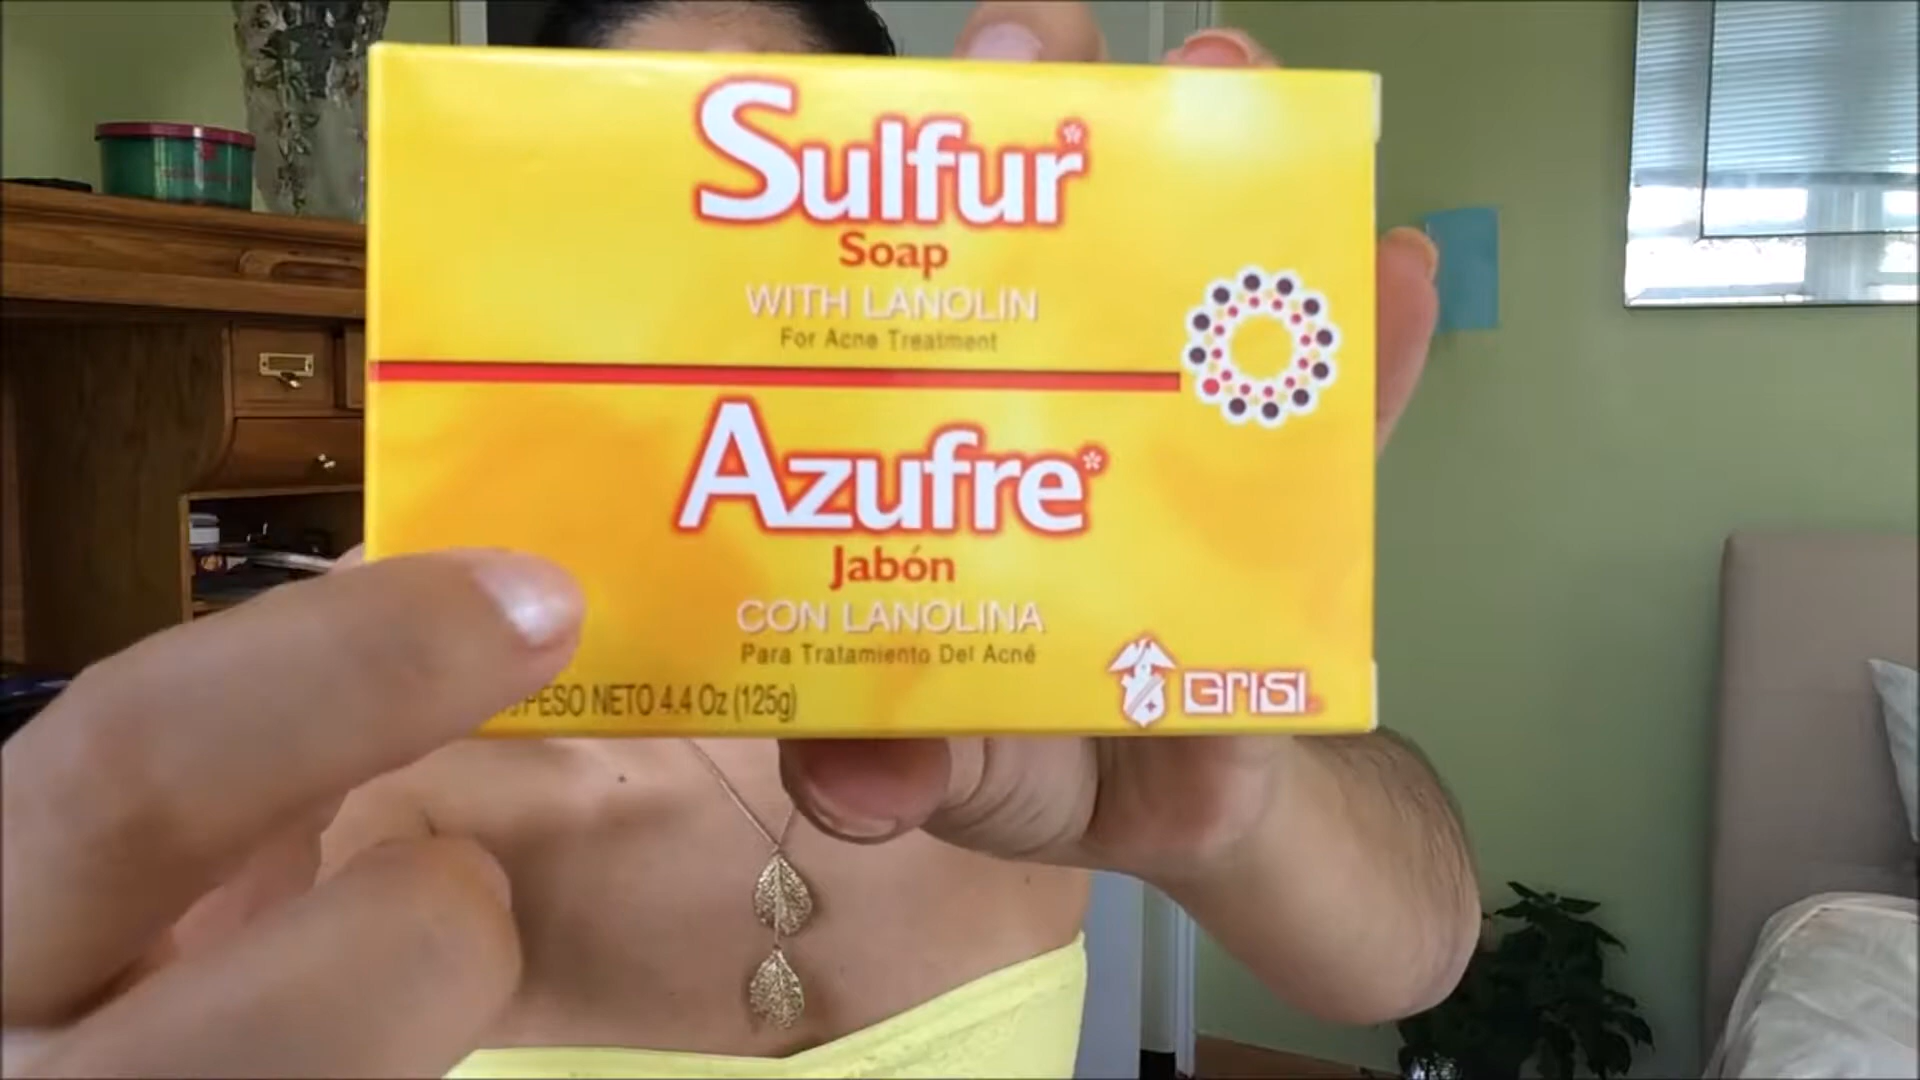 Sulfur*
Soap
WITH LANOLIN
For Acne Treatment
Azufre*
Jabón
CON LANOLINA
Para Tratamiento Del Acné
PESO NETO 4.4 Oz (125g)
GRISI